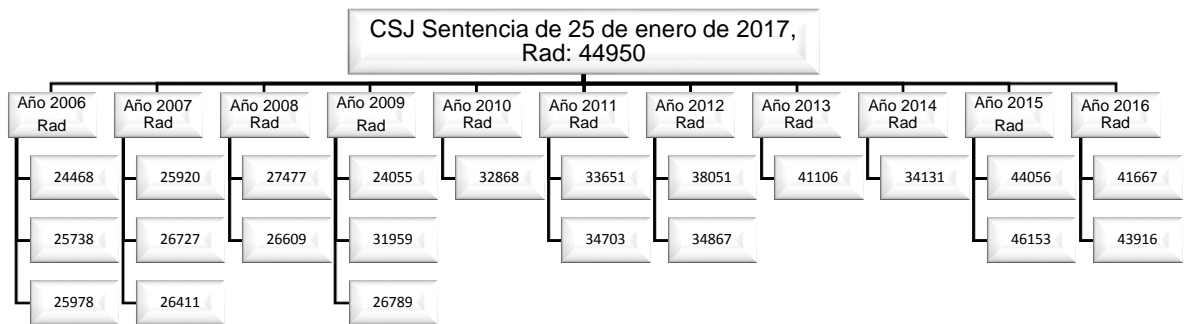 CSJ Sentencia de 25 de enero de 2017,
Rad: 44950
Año 2006
Rad
24468
25738
25978
Año 2007
Rad
25920
26727
26411
Año 2008
Rad
27477
26609
Año 2009
Rad
24055
31959
26789
Año 2010
Rad
32868
Año 2011
Rad
33651
34703
Año 2012
Rad
38051
34867
Año 2013
Rad
41106
Año 2014
Rad
34131
Año 2015
Rad
44056
46153
Año 2016
Rad
41667
43916